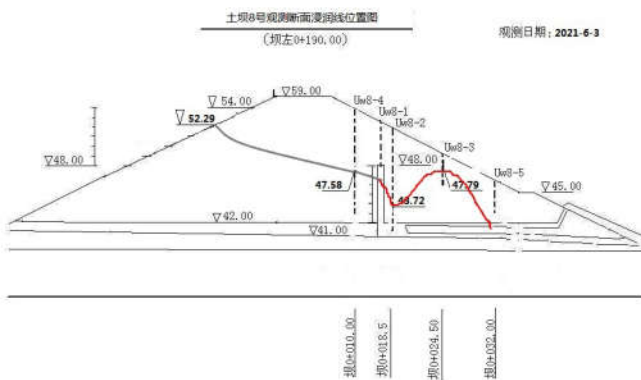 土坝8号观测断面浸润线位置图
(坝左0+190.00)
观测日期: 2021-6-3
▽59.00
Uw8-4
▽ 54.00
Uw8-1
▽ 52.29
Uw8-2
Uw8-3
▽48.00
▽48.00
Uw8-5
47.58
47.79
▽45.00
43.72
▽42.00
▽41.00
坝0+010.00
坝0+018.5
坝0+024.50
坝0+032.00